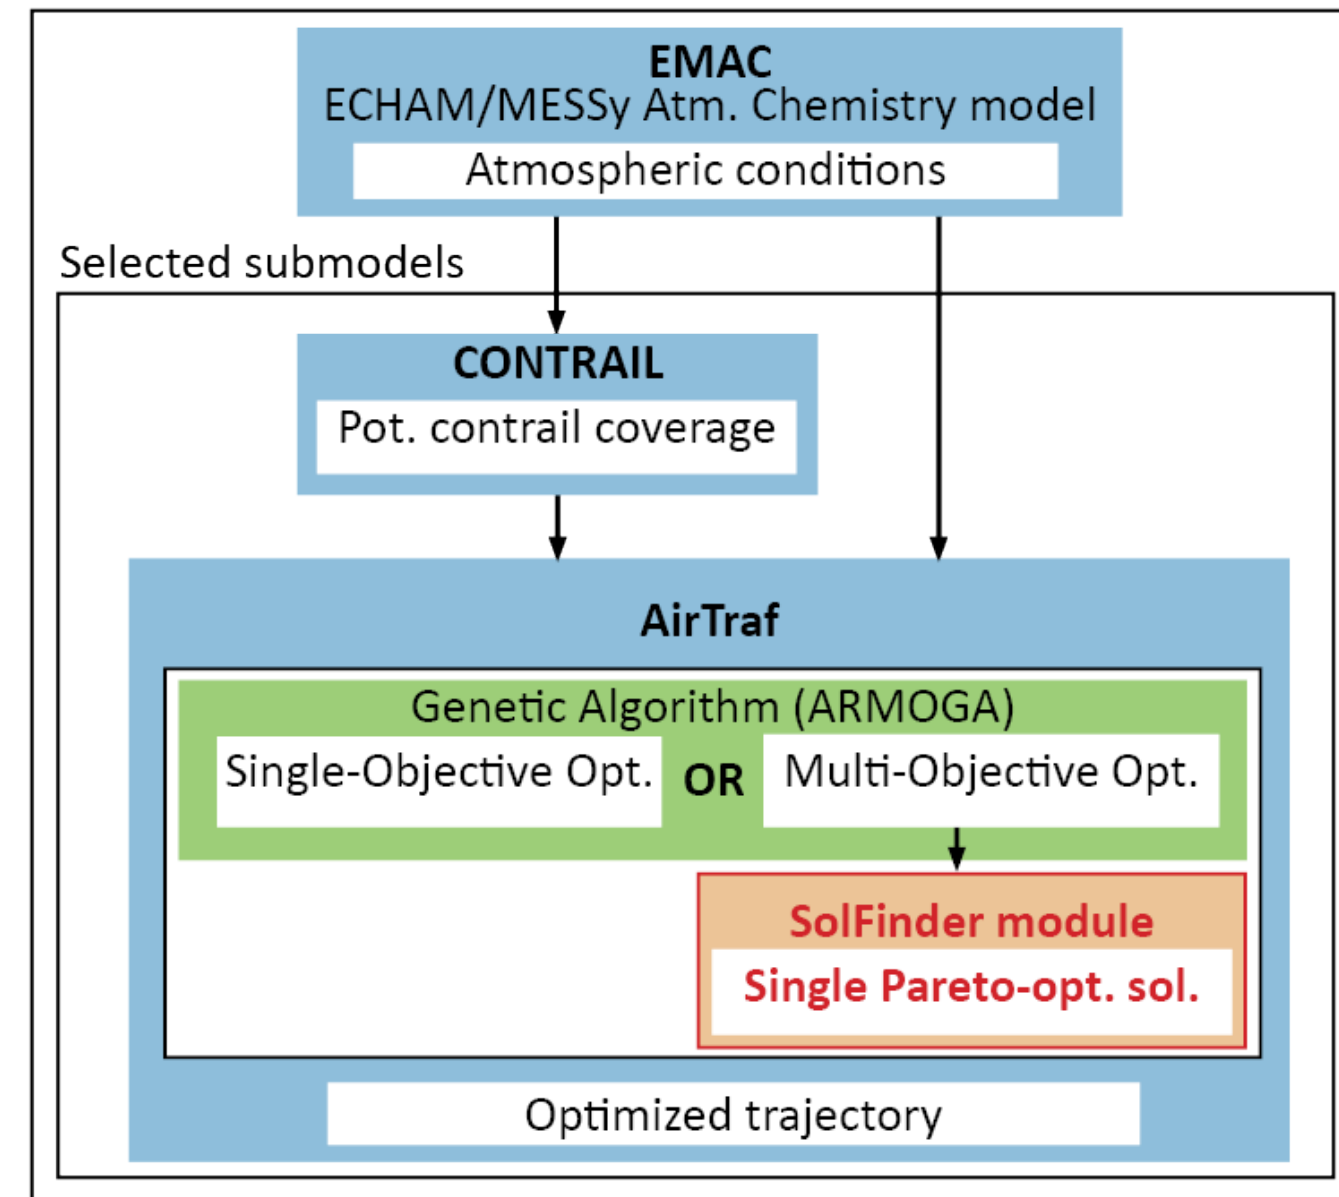 EMAC
ECHAM/MESSy Atm. Chemistry model
Atmospheric conditions
Selected submodels
CONTRAIL
Pot. contrail coverage
AirTraf
Genetic Algorithm (ARMOGA)
Single-Objective Opt. OR Multi-Objective Opt.
SolFinder module
Single Pareto-opt. sol.
Optimized trajectory